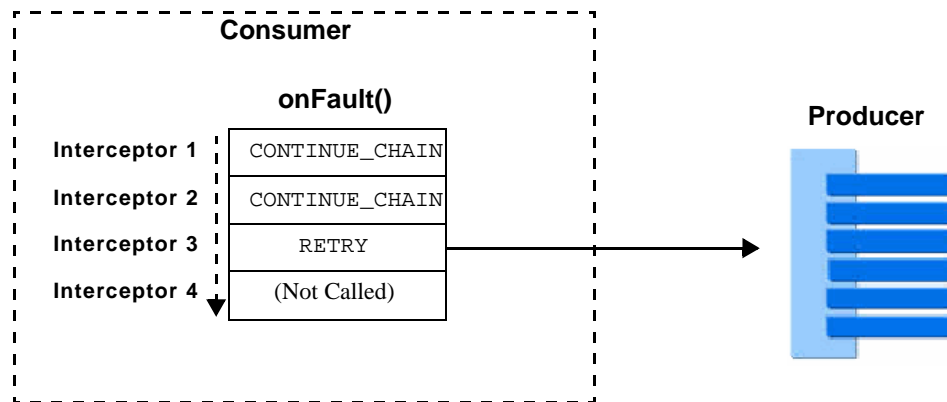 Consumer
onFault()
Producer
Interceptor 1 CONTINUE_CHAIN
Interceptor 2 CONTINUE_CHAIN
Interceptor 3 RETRY
Interceptor 4 (Not Called)